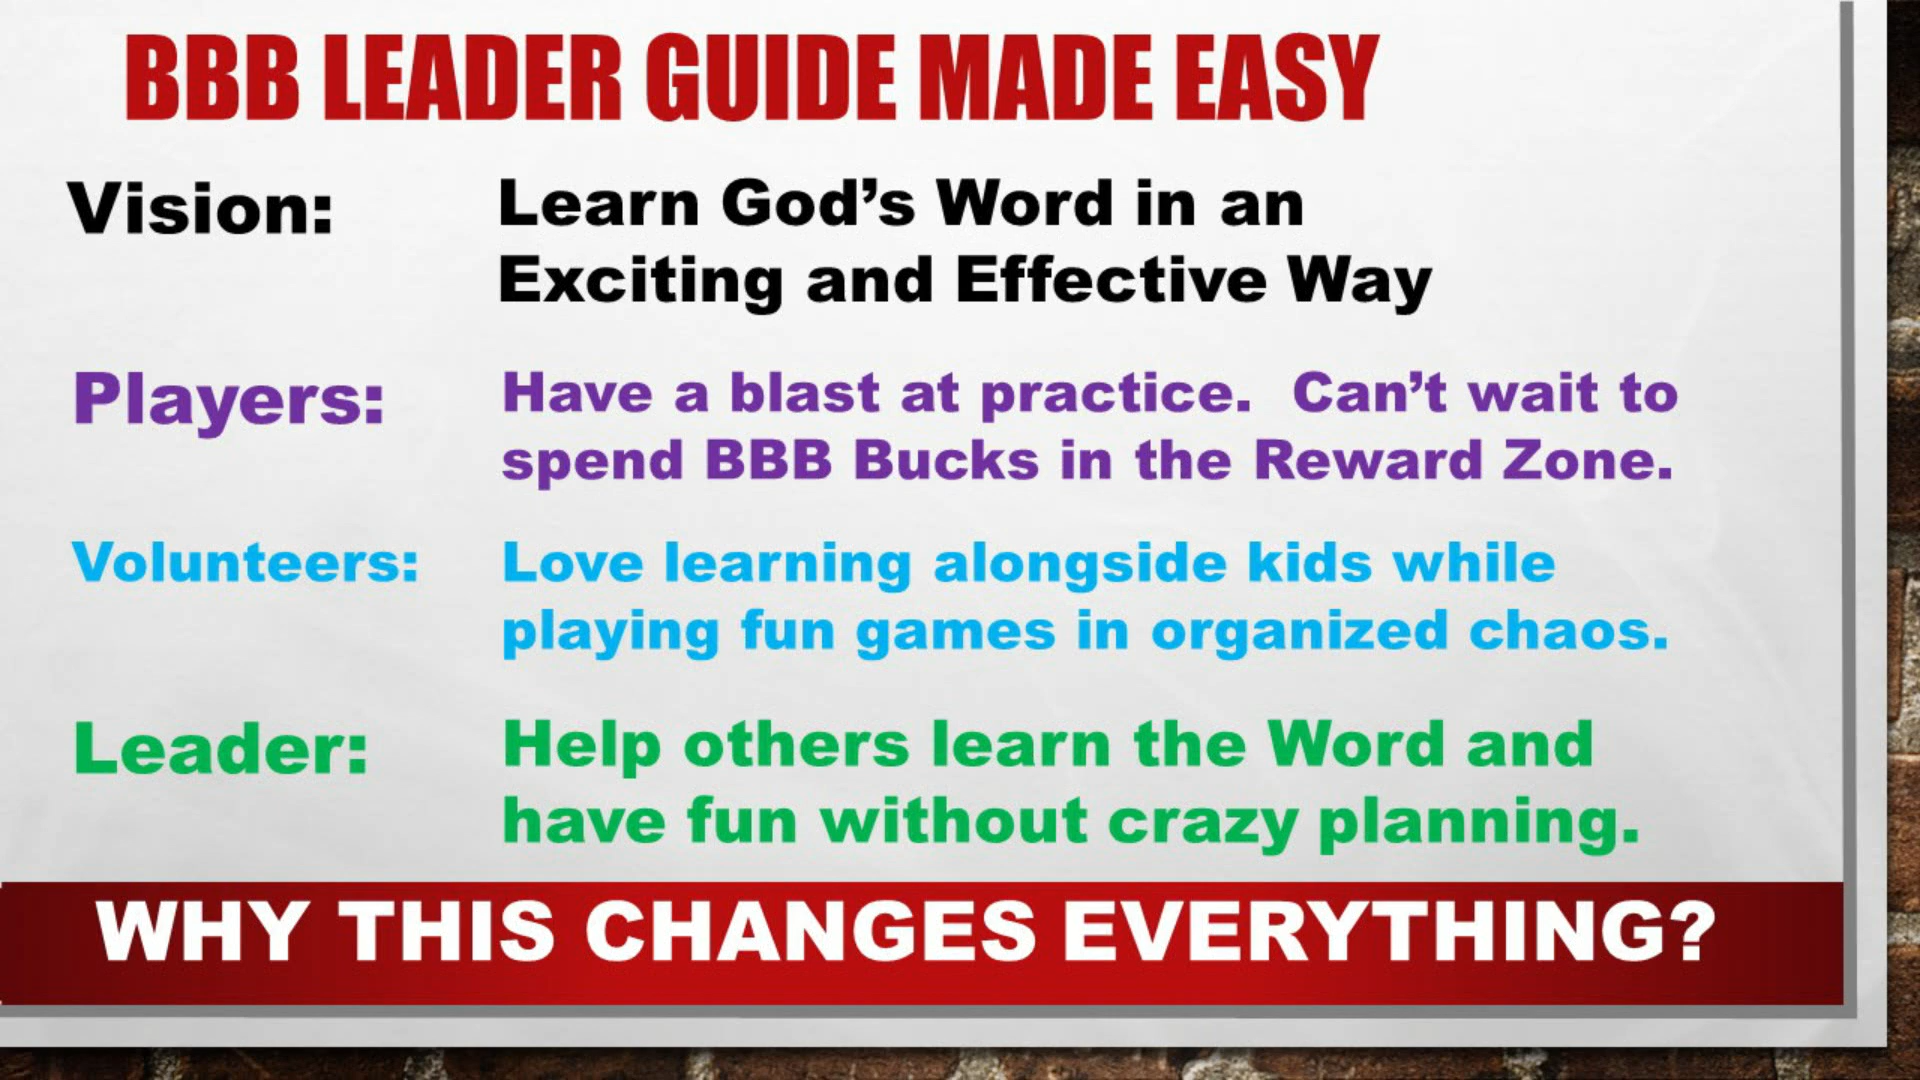 BBB LEADER GUIDE MADE EASY
Vision: Learn God’s Word in an
Exciting and Effective Way
Players: Have a blast at practice. Can’t wait to
spend BBB Bucks in the Reward Zone.
Volunteers: Love learning alongside kids while
playing fun games in organized chaos.
Leader: Help others learn the Word and
have fun without crazy planning.
WHY THIS CHANGES EVERYTHING?